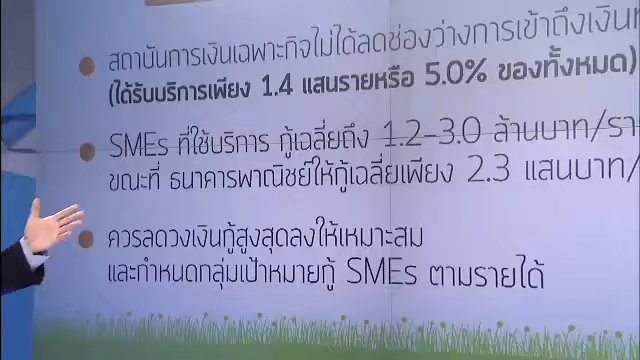 สถาบันการเงินเฉพาะกิจไม่ได้ลดช่องว่างการเข้าถึงเงิน
(ได้รับบริการเพียง 1.4 แสนรายหรือ 5.0% ของทั้งหมด)
SMEs ที่ใช้บริการ กู้เฉลี่ยถึง 1.2-3.0 ล้านบาท/รา
ขณะที่ ธนาคารพาณิชย์ให้กู้เฉลี่ยเพียง 2.3 แสนบาท/
ควรลดวงเงินกู้สูงสุดลงให้เหมาะสม
และกำหนดกลุ่มเป้าหมายกู้ SMEs ตามรายได้